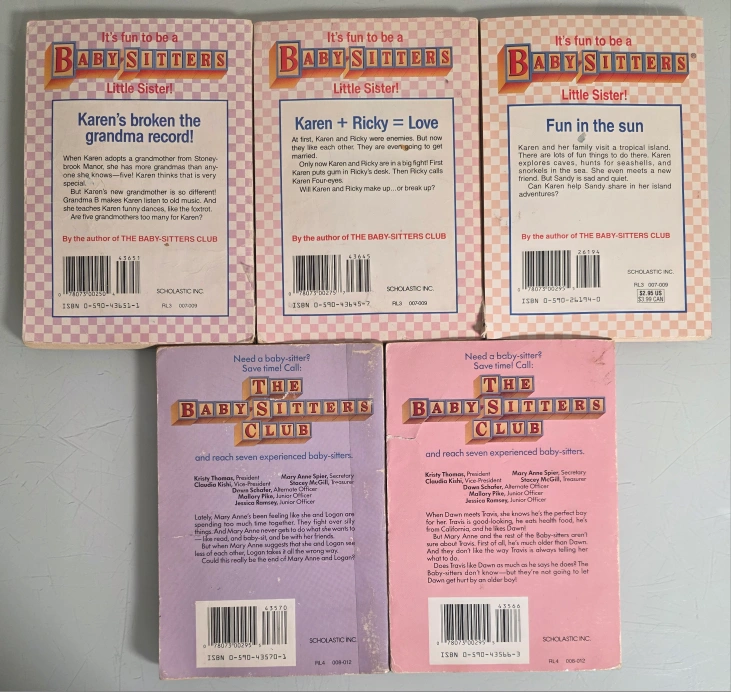 It's fun to be a
BABY-SITTERS
Little Sister!
Karen's broken the
grandma record!
When Karen adopts a grandmother from Stoney-
brook Manor, she has more grandmas than any-
one she knows—five! Karen thinks that is very
special.
But Karen's new grandmother is so different!
Grandma B makes Karen listen to old music. And
she teaches Karen funny dances, like the foxtrot.
Are five grandmothers too many for Karen?
By the author of THE BABY-SITTERS CLUB
43651
0 78073 00250
SCHOLASTIC INC.
ISBN 0-590-43651-1
RL3 007-009
It's fun to be a
BABY-SITTERS
Little Sister!
Karen + Ricky = Love
At first, Karen and Ricky were enemies. But now
they like each other. They are even going to get
married.
Only now Karen and Ricky are in a big fight! First
Karen puts gum in Ricky's desk. Then Ricky calls
Karen Four-eyes.
Will Karen and Ricky make up...or break up?
By the author of THE BABY-SITTERS CLUB
43645
0 78073 00275
SCHOLASTIC INC.
ISBN 0-590-43645-7
RL3 007-009
It's fun to be a
BABY-SITTERS®
Little Sister!
Fun in the sun
Karen and her family visit a tropical island.
There are lots of fun things to do there. Karen
explores caves, hunts for seashells, and
snorkels in the sea. She even meets a new
friend. But Sandy is sad and quiet.
Can Karen help Sandy share in her island
adventures?
By the author of THE BABY-SITTERS CLUB
26194
0 78073 00295
SCHOLASTIC INC.
ISBN 0-590-26194-0
RL3 007-009
$2.95 US
$3.99 CAN
Need a baby-sitter?
Save time! Call:
THE
BABY-SITTERS
CLUB
and reach seven experienced baby-sitters.
Kristy Thomas, President Mary Anne Spier, Secretary
Claudia Kishi, Vice-President Stacey McGill, Treasurer
Dawn Schafer, Alternate Officer
Mallory Pike, Junior Officer
Jessica Ramsey, Junior Officer
Lately, Mary Anne's been feeling like she and Logan are
spending too much time together. They fight over silly
things. And Mary Anne never gets to do what she wants to
— like read, and baby-sit, and be with her friends.
But when Mary Anne suggests that she and Logan see
less of each other, Logan takes it all the wrong way.
Could this really be the end of Mary Anne and Logan?
43570
0 78073 00295
SCHOLASTIC INC.
ISBN 0-590-43570-1
RL4 008-012
Need a baby-sitter?
Save time! Call:
THE
BABY-SITTERS
CLUB
and reach seven experienced baby-sitters.
Kristy Thomas, President Mary Anne Spier, Secretary
Claudia Kishi, Vice-President Stacey McGill, Treasurer
Dawn Schafer, Alternate Officer
Mallory Pike, Junior Officer
Jessica Ramsey, Junior Officer
When Dawn meets Travis, she knows he's the perfect boy
for her. Travis is good-looking, he eats health food, he's
from California, and he likes Dawn!
But Mary Anne and the rest of the Baby-sitters aren't
sure about Travis. First of all, he's much older than Dawn.
And they don't like the way Travis is always telling her
what to do.
Does Travis like Dawn as much as he says he does? The
Baby-sitters don't know—but they're not going to let
Dawn get hurt by an older boy!
43566
0 78073 00295
SCHOLASTIC INC.
ISBN 0-590-43566-3
RL4 008-012